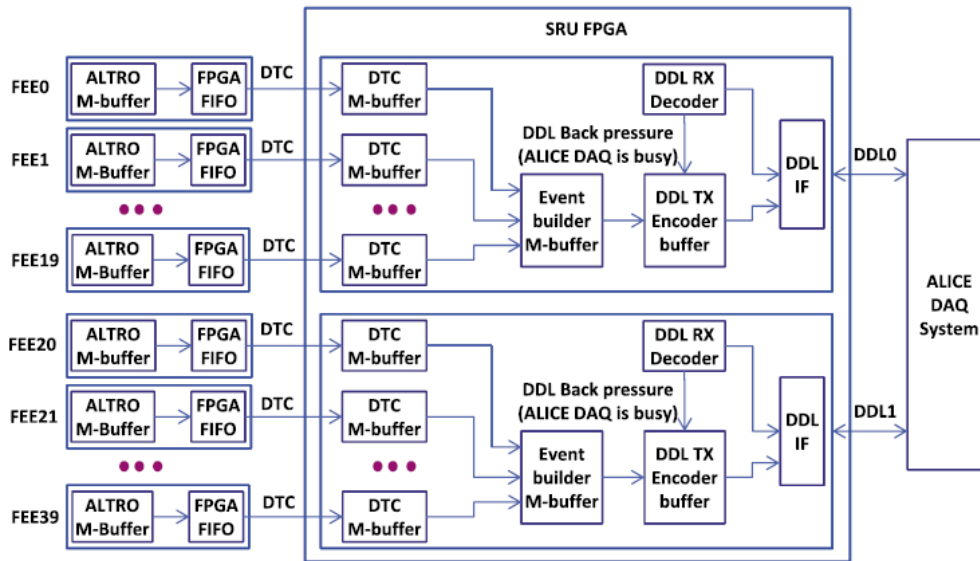 SRU FPGA
FEE0
ALTRO
M-buffer
FPGA
FIFO
DTC
DTC
M-buffer
DDL RX
Decoder
FEE1
ALTRO
M-Buffer
FPGA
FIFO
DTC
DTC
M-buffer
DDL Back pressure
(ALICE DAQ is busy)
Event
builder
M-buffer
DDL TX
Encoder
buffer
DDL
IF
DDL0
FEE19
ALTRO
M-Buffer
FPGA
FIFO
DTC
DTC
M-buffer
ALICE
DAQ
System
FEE20
ALTRO
M-buffer
FPGA
FIFO
DTC
DTC
M-buffer
DDL RX
Decoder
FEE21
ALTRO
M-Buffer
FPGA
FIFO
DTC
DTC
M-buffer
DDL Back pressure
(ALICE DAQ is busy)
Event
builder
M-buffer
DDL TX
Encoder
buffer
DDL
IF
DDL1
FEE39
ALTRO
M-Buffer
FPGA
FIFO
DTC
DTC
M-buffer